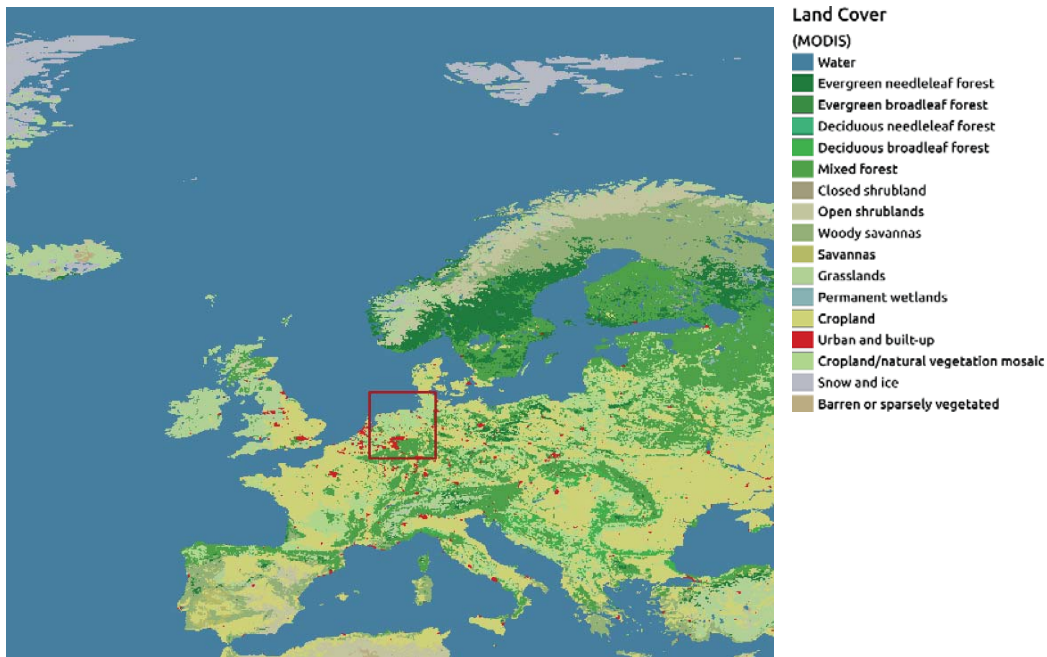 Land Cover
(MODIS)
Water
Evergreen needleleaf forest
Evergreen broadleaf forest
Deciduous needleleaf forest
Deciduous broadleaf forest
Mixed forest
Closed shrubland
Open shrublands
Woody savannas
Savannas
Grasslands
Permanent wetlands
Cropland
Urban and built-up
Cropland/natural vegetation mosaic
Snow and ice
Barren or sparsely vegetated